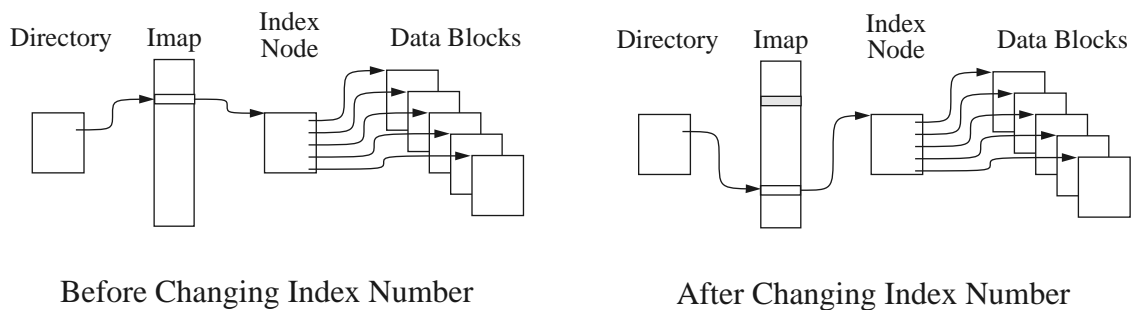 Directory
Imap
Index
Node
Data Blocks
Before Changing Index Number
Directory
Imap
Index
Node
Data Blocks
After Changing Index Number